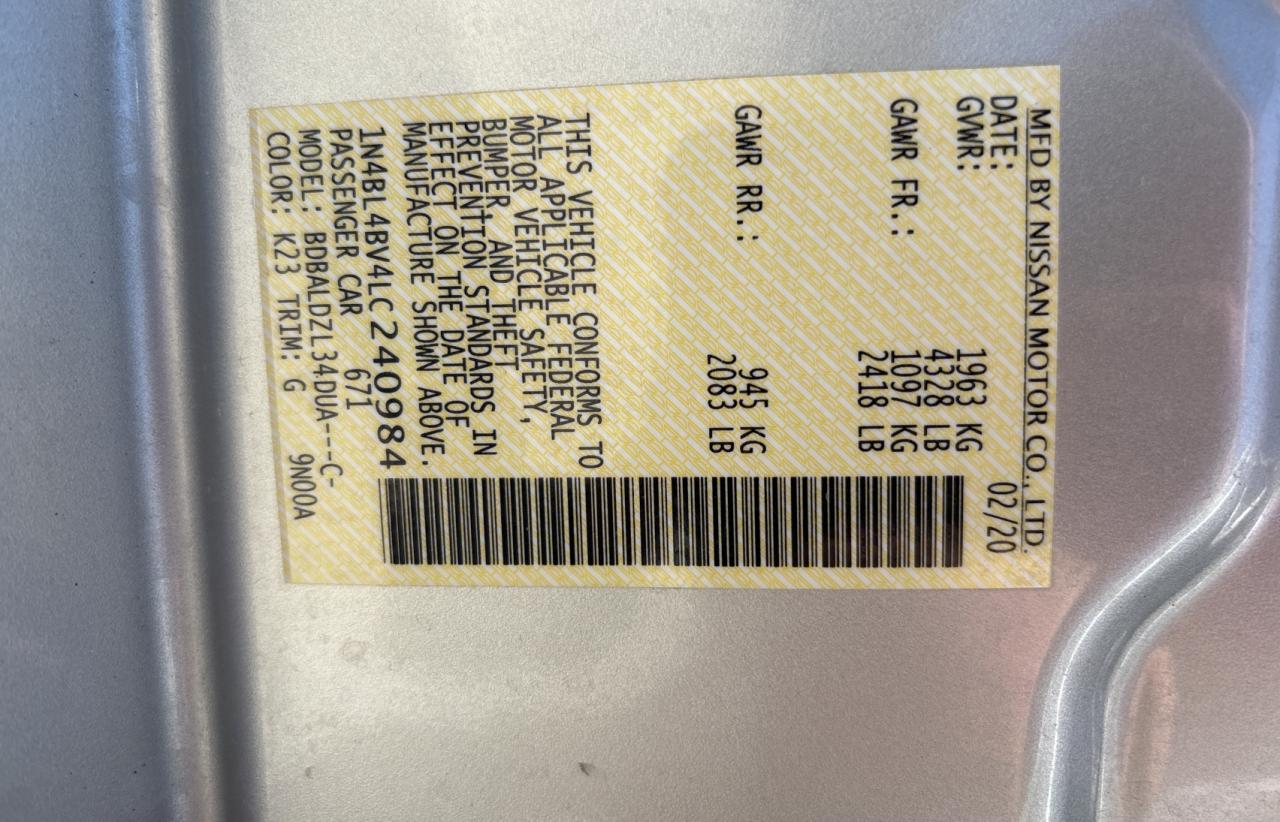 MFD BY NISSAN MOTOR CO., LTD.
DATE: 02/20
GVWR: 1963 KG
4328 LB
GAWR FR.: 1097 KG
2418 LB
GAWR RR.: 945 KG
2083 LB
THIS VEHICLE CONFORMS TO
ALL APPLICABLE FEDERAL
MOTOR VEHICLE SAFETY,
BUMPER, AND THEFT
PREVENTION STANDARDS IN
EFFECT ON THE DATE OF
MANUFACTURE SHOWN ABOVE.
1N4BL4BV4LC240984
PASSENGER CAR 671
MODEL: BDBALDZL34DUA---C-
COLOR: K23 TRIM: G 9N00A